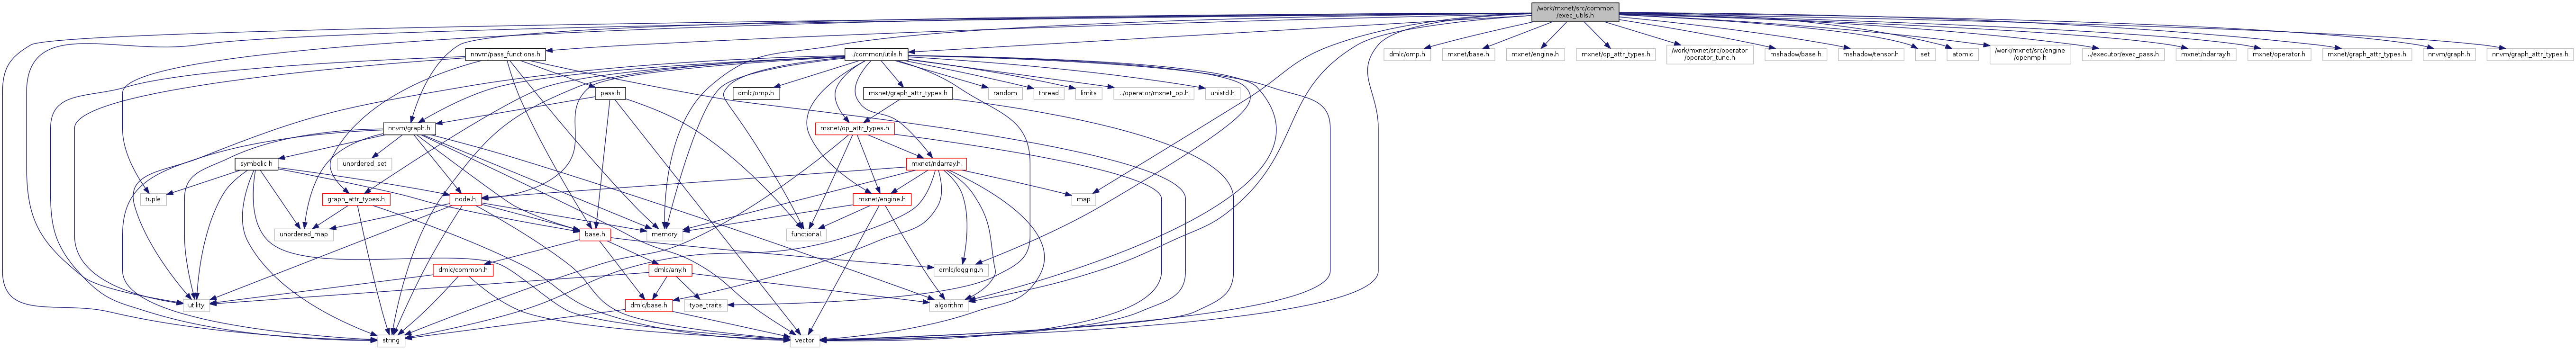 /work/mxnet/src/common
/exec_utils.h
nnvm/pass_functions.h
../common/utils.h
dmlc/omp.h
mxnet/base.h
mxnet/engine.h
mxnet/op_attr_types.h
/work/mxnet/src/operator
/operator_tune.h
mshadow/base.h
mshadow/tensor.h
set
atomic
/work/mxnet/src/engine
/openmp.h
../executor/exec_pass.h
mxnet/ndarray.h
mxnet/operator.h
mxnet/graph_attr_types.h
nnvm/graph.h
nnvm/graph_attr_types.h
pass.h
dmlc/omp.h
mxnet/graph_attr_types.h
random
thread
limits
../operator/mxnet_op.h
unistd.h
nnvm/graph.h
mxnet/op_attr_types.h
symbolic.h
unordered_set
mxnet/ndarray.h
tuple
graph_attr_types.h
node.h
mxnet/engine.h
map
unordered_map
base.h
memory
functional
dmlc/common.h
dmlc/any.h
dmlc/logging.h
utility
dmlc/base.h
type_traits
algorithm
string
vector